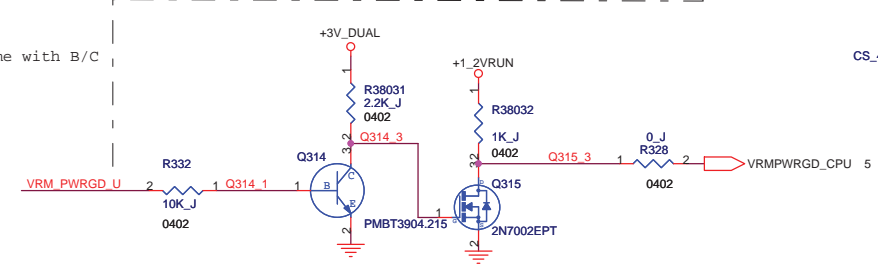 +3V_DUAL
me with B/C
CS_
+1_2VRUN
1
R38031
2.2K_J
0402
1
R38032
1K_J
0402
3 2
Q314_3
0_J
R332
Q314
3 2
Q315_3
1
R328
2
VRMPWRGD_CPU 5
C
D
VRM_PWRGD_U
2
1
Q314_1
1
B
Q315
0402
10K_J
E
1
G
S
0402
2
PMBT3904.215
2N7002EPT
2